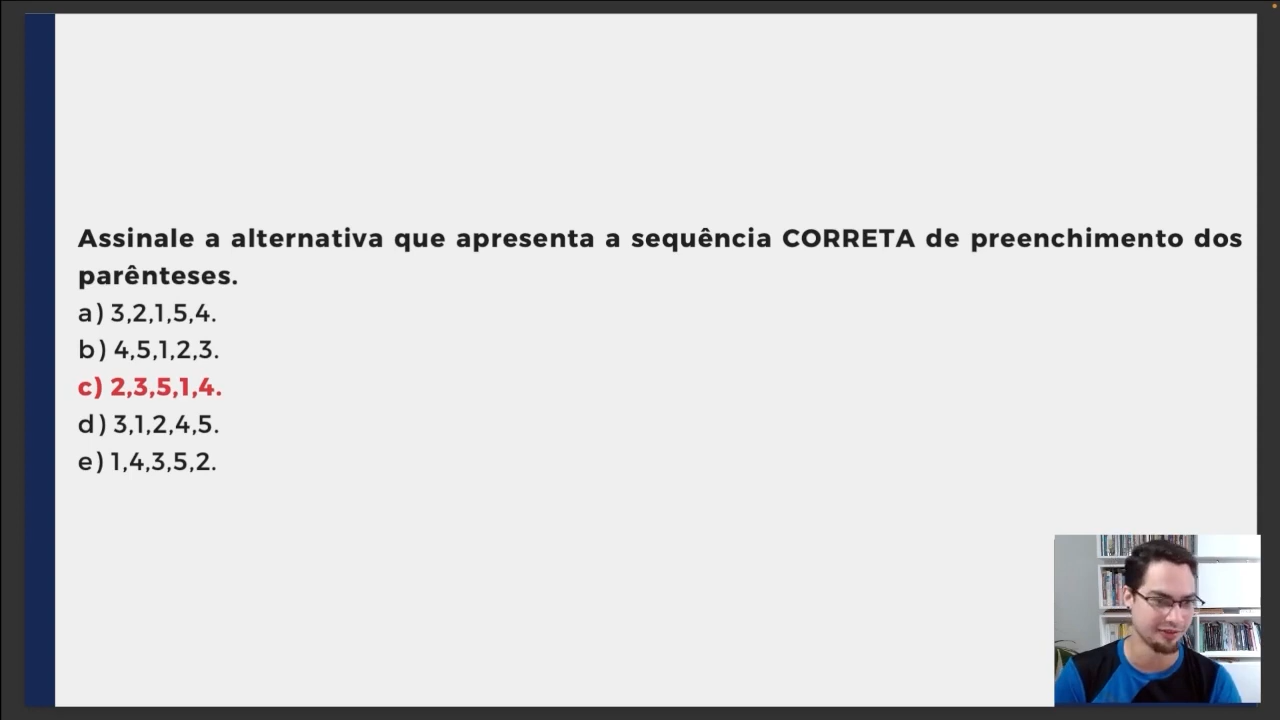 Assinale a alternativa que apresenta a sequência CORRETA de preenchimento dos
parênteses.
a) 3,2,1,5,4.
b) 4,5,1,2,3.
c) 2,3,5,1,4.
d) 3,1,2,4,5.
e) 1,4,3,5,2.